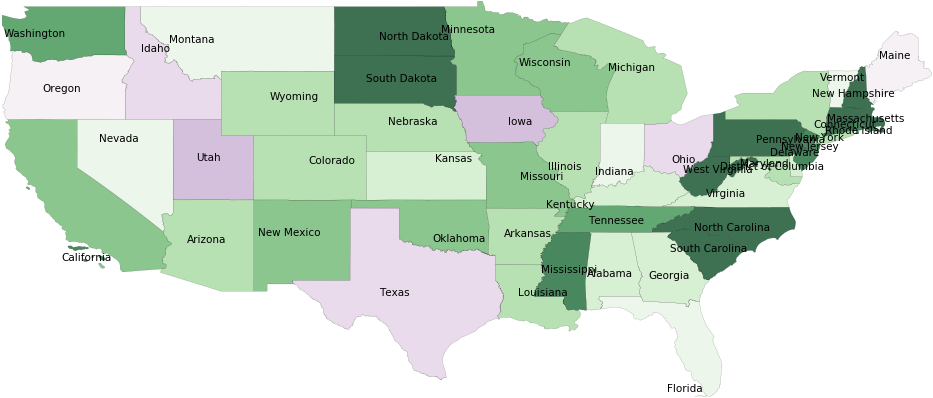 Washington
Idaho
Montana
North Dakota
Minnesota
Maine
Oregon
Wyoming
South Dakota
Wisconsin
Michigan
Vermont
New Hampshire
Nevada
Utah
Colorado
Nebraska
Iowa
Massachusetts
Connecticut
Rhode Island
Kansas
Illinois
Indiana
Ohio
Pennsylvania
New York
New Jersey
Delaware
Maryland
West Virginia
District of Columbia
Missouri
Kentucky
Virginia
Arizona
New Mexico
Oklahoma
Arkansas
Tennessee
North Carolina
South Carolina
California
Texas
Louisiana
Mississippi
Alabama
Georgia
Florida